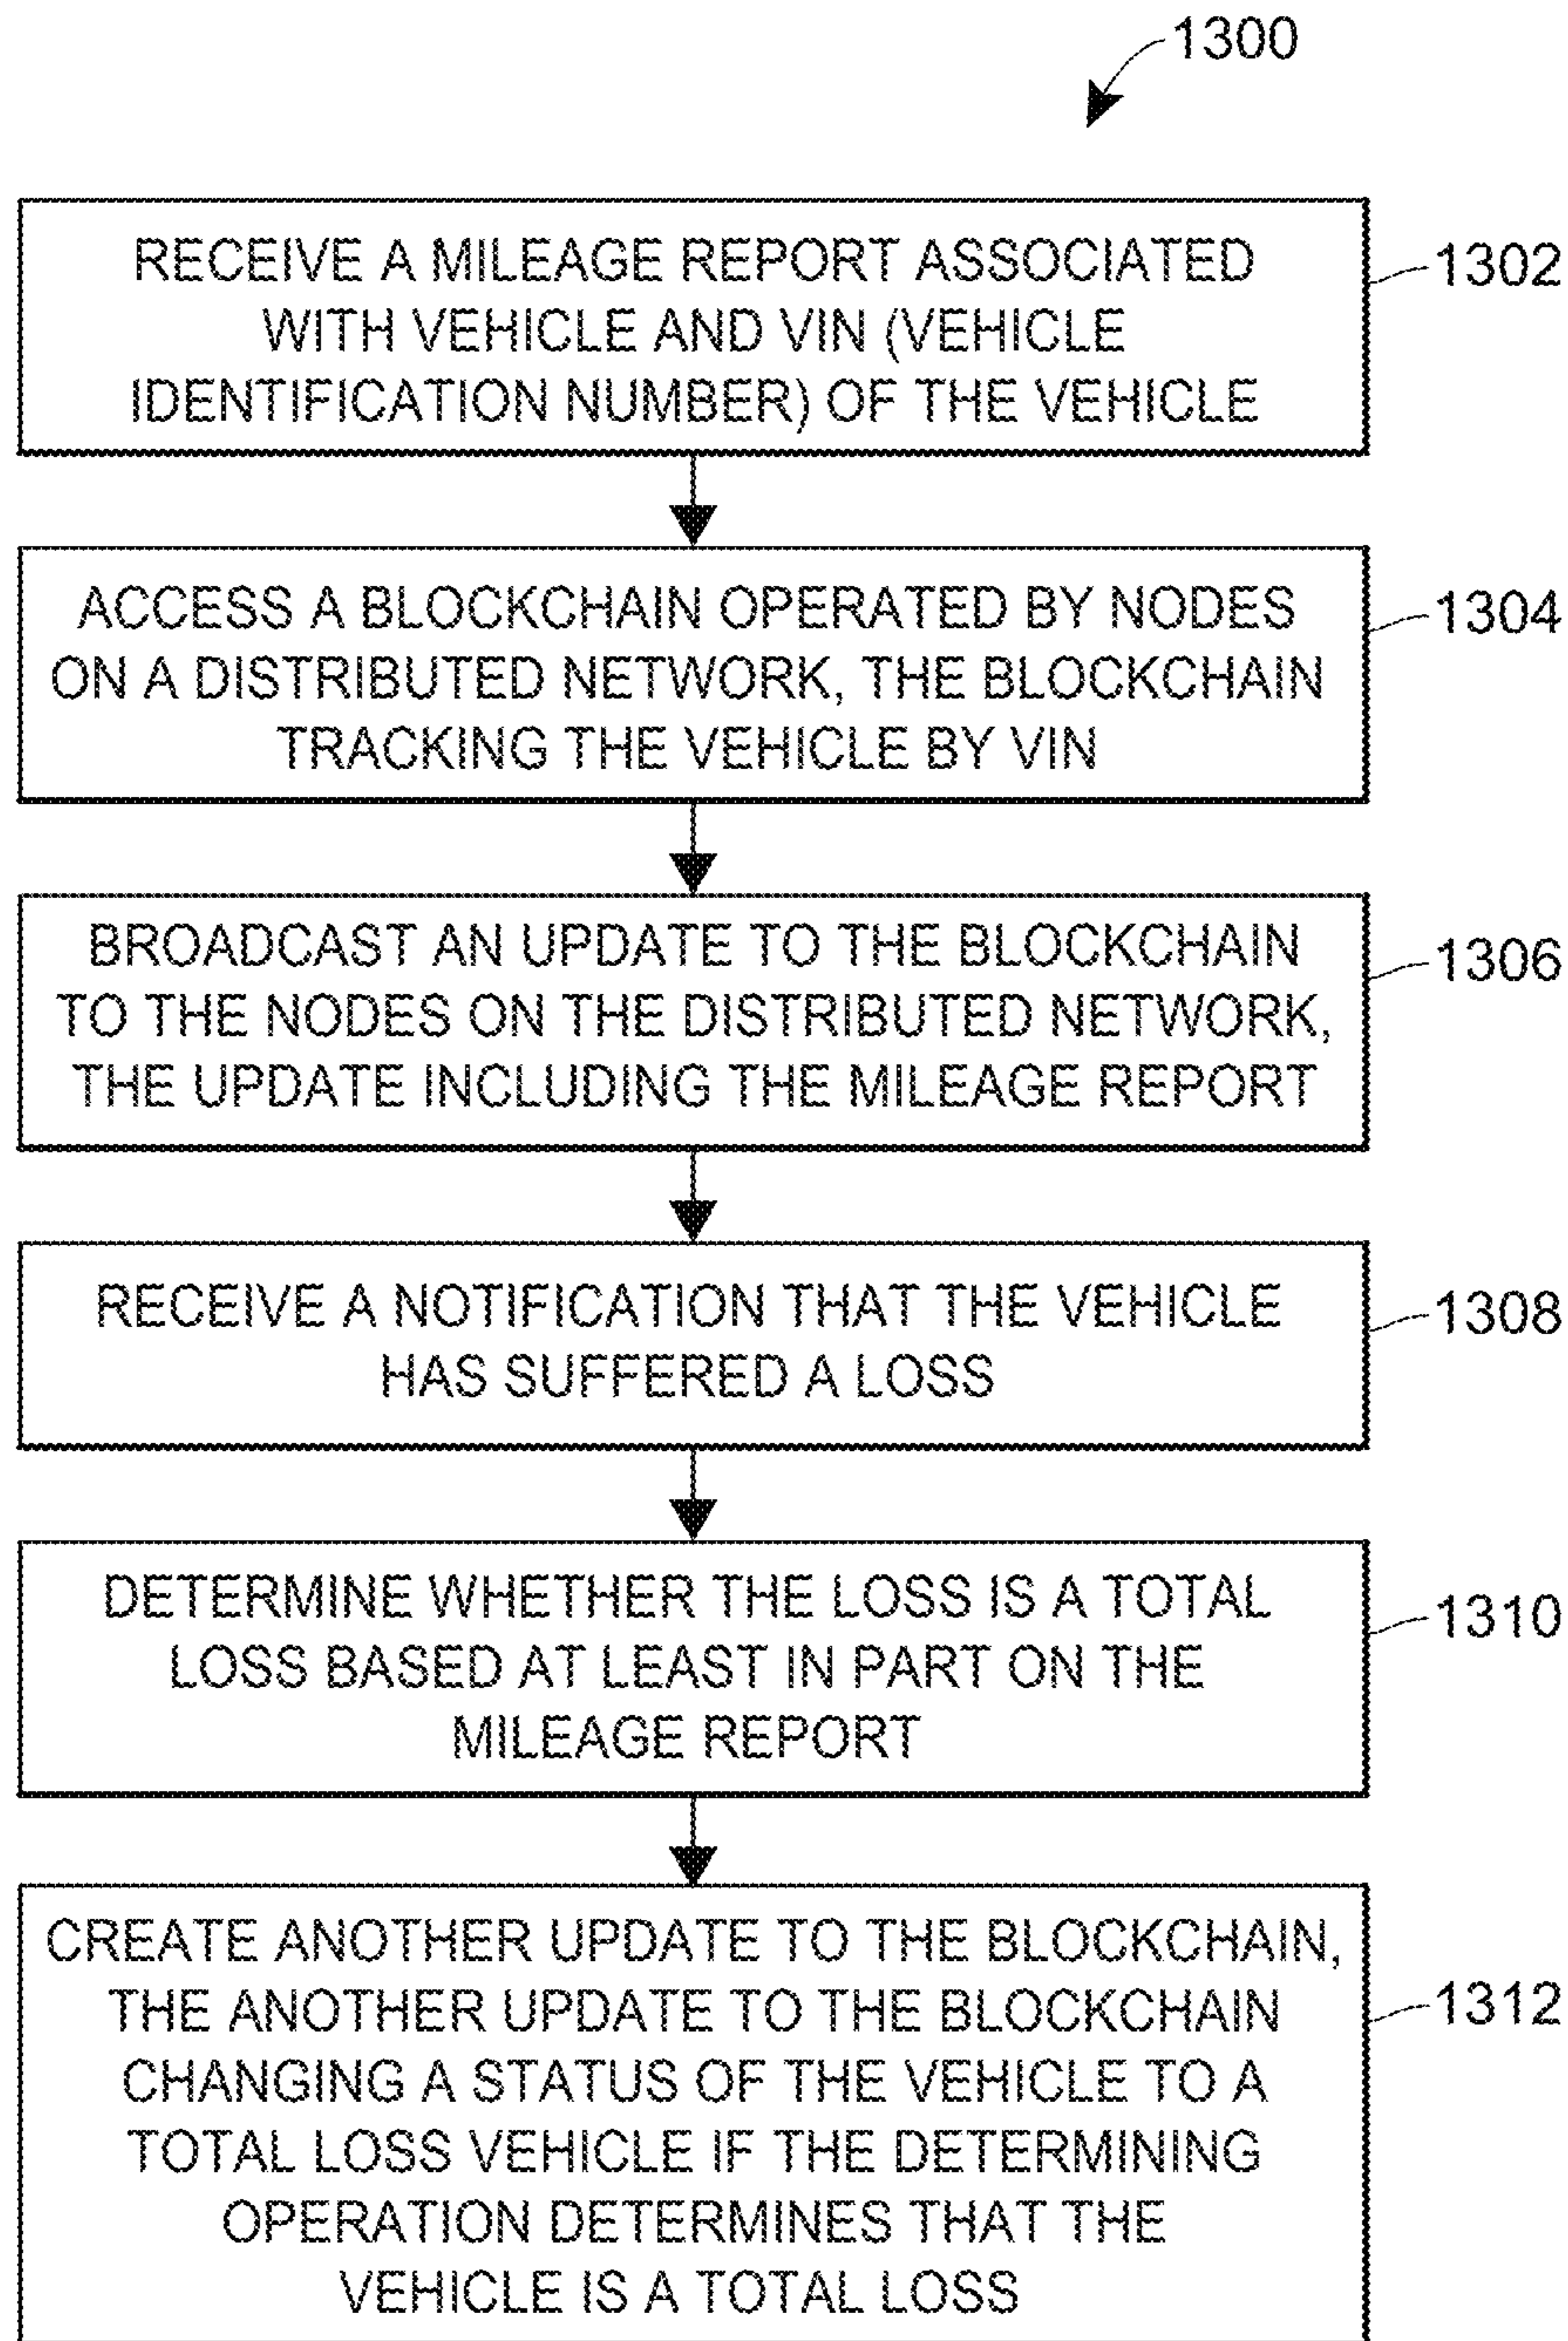 1300
RECEIVE A MILEAGE REPORT ASSOCIATED
WITH VEHICLE AND VIN (VEHICLE
IDENTIFICATION NUMBER) OF THE VEHICLE
1302
ACCESS A BLOCKCHAIN OPERATED BY NODES
ON A DISTRIBUTED NETWORK, THE BLOCKCHAIN
TRACKING THE VEHICLE BY VIN
1304
BROADCAST AN UPDATE TO THE BLOCKCHAIN
TO THE NODES ON THE DISTRIBUTED NETWORK,
THE UPDATE INCLUDING THE MILEAGE REPORT
1306
RECEIVE A NOTIFICATION THAT THE VEHICLE
HAS SUFFERED A LOSS
1308
DETERMINE WHETHER THE LOSS IS A TOTAL
LOSS BASED AT LEAST IN PART ON THE
MILEAGE REPORT
1310
CREATE ANOTHER UPDATE TO THE BLOCKCHAIN,
THE ANOTHER UPDATE TO THE BLOCKCHAIN
CHANGING A STATUS OF THE VEHICLE TO A
TOTAL LOSS VEHICLE IF THE DETERMINING
OPERATION DETERMINES THAT THE
VEHICLE IS A TOTAL LOSS
1312